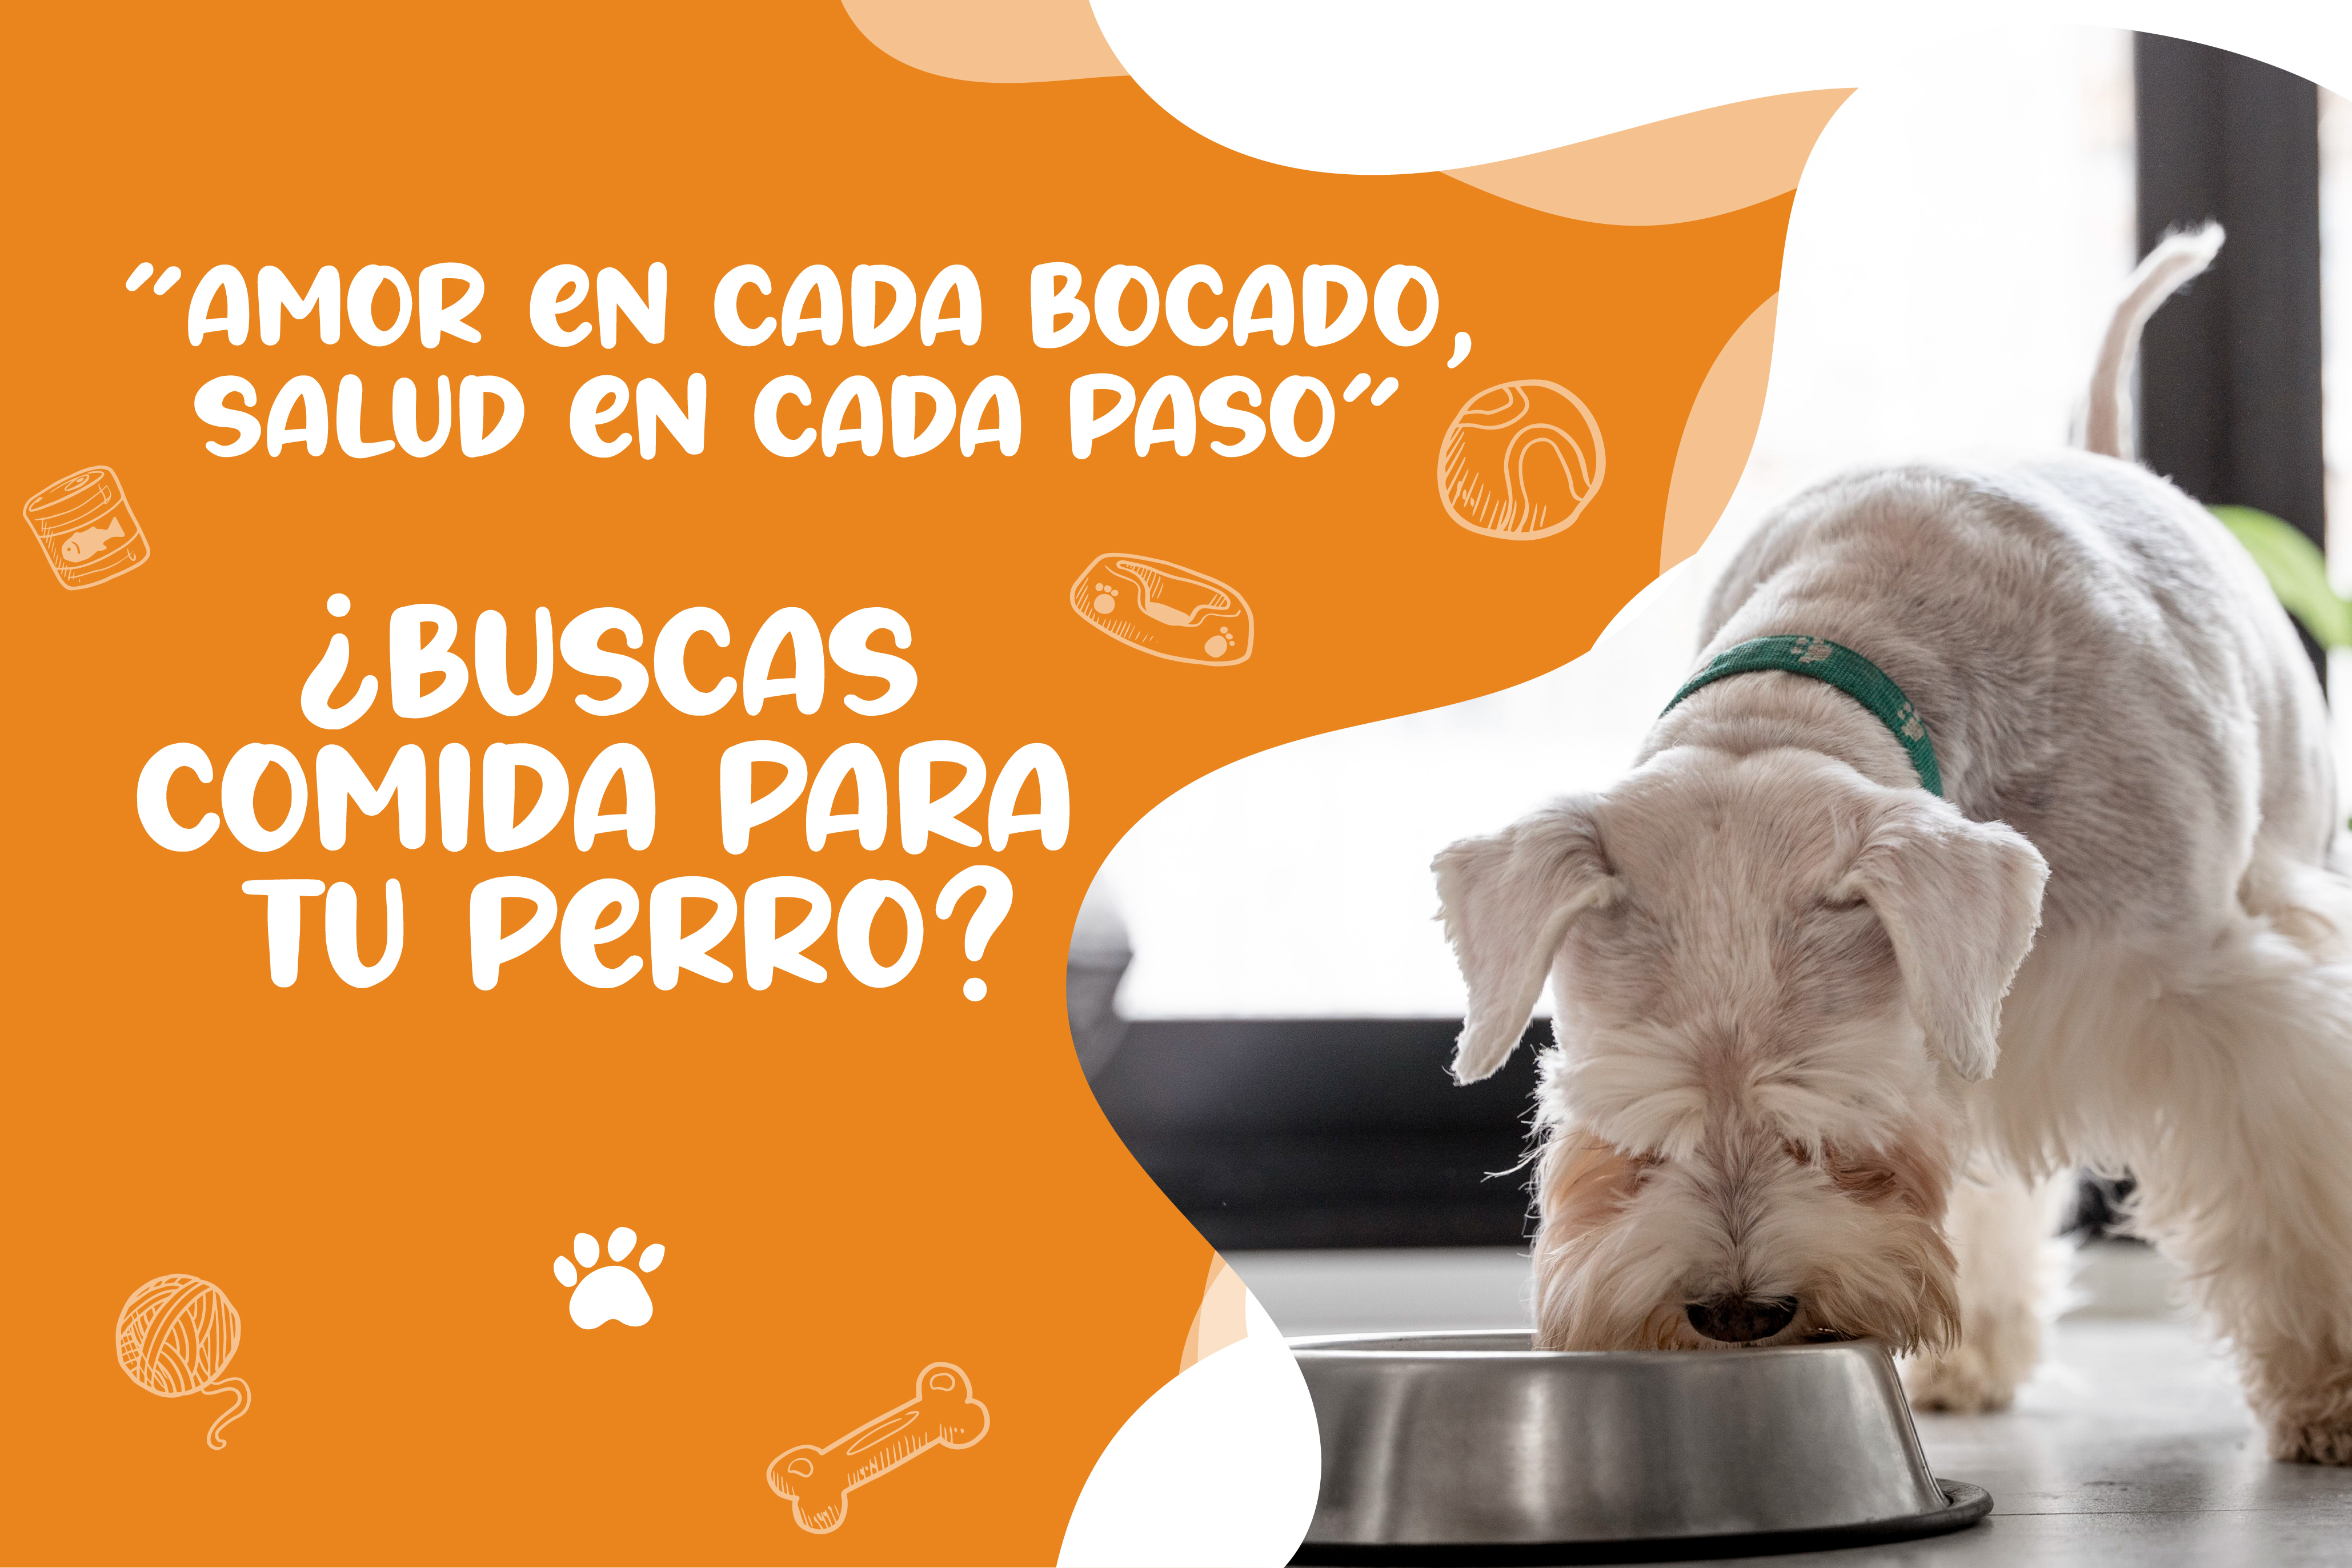 "AMOR EN CADA BOCADO,
SALUD EN CADA PASO"
¿BUSCAS
COMIDA PARA
TU PERRO?